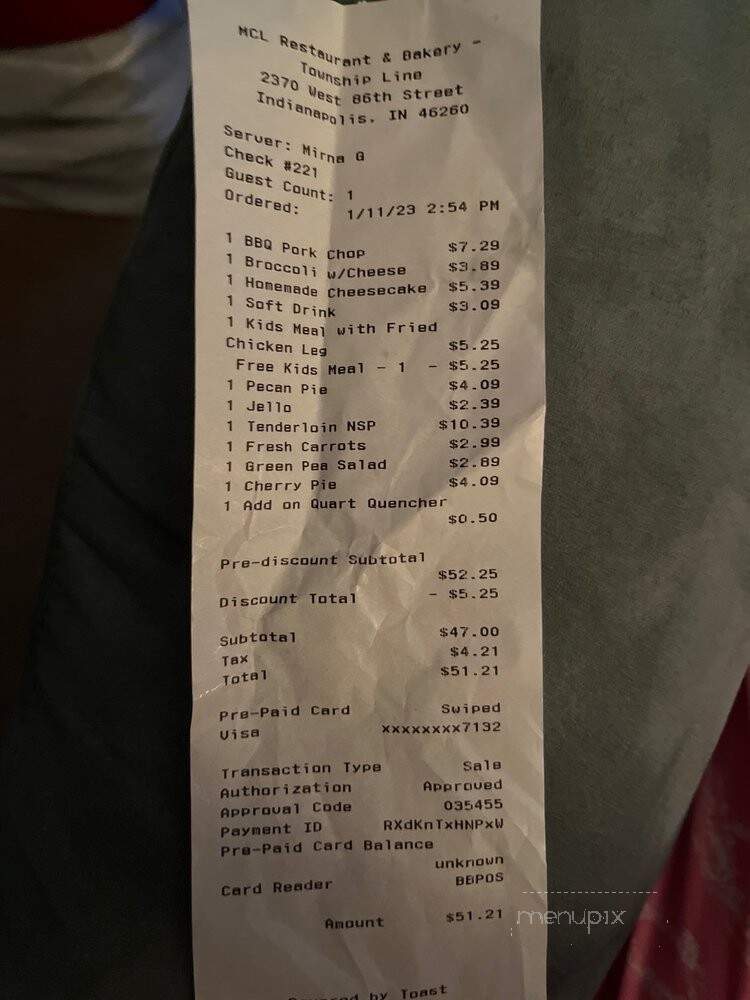 MCL Restaurant & Bakery -
Township Line
2370 West 86th Street
Indianapolis, IN 46260
Server: Mirna G
Check #221
Guest Count: 1
Ordered: 1/11/23 2:54 PM
1 BBQ Pork Chop $7.29
1 Broccoli w/Cheese $3.89
1 Homemade Cheesecake $5.39
1 Soft Drink $3.09
1 Kids Meal with Fried
Chicken Leg $5.25
Free Kids Meal - 1 - $5.25
1 Pecan Pie $4.09
1 Jello $2.39
1 Tenderloin NSP $10.39
1 Fresh Carrots $2.99
1 Green Pea Salad $2.89
1 Cherry Pie $4.09
1 Add on Quart Quencher
$0.50
Pre-discount Subtotal
$52.25
Discount Total - $5.25
Subtotal $47.00
Tax $4.21
Total $51.21
Pre-Paid Card Swiped
Visa xxxxxxxx7132
Transaction Type Sale
Authorization Approved
Approval Code 035455
Payment ID RXdKnTxHNPxW
Pre-Paid Card Balance
unknown
Card Reader BBPOS
Amount $51.21
by Toast
menupix